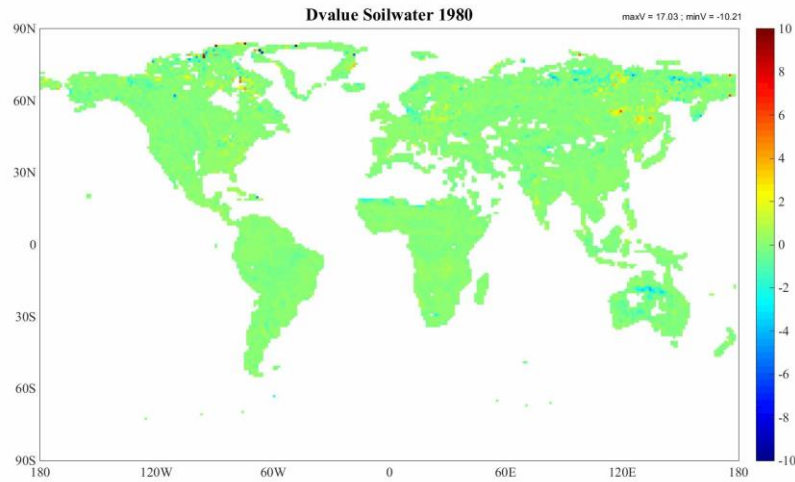 Dvalue Soilwater 1980
maxV = 17.03 ; minV = -10.21
90N
60N
30N
0
30S
60S
90S
180
120W
60W
0
60E
120E
180
10
8
6
4
2
0
-2
-4
-6
-8
-10